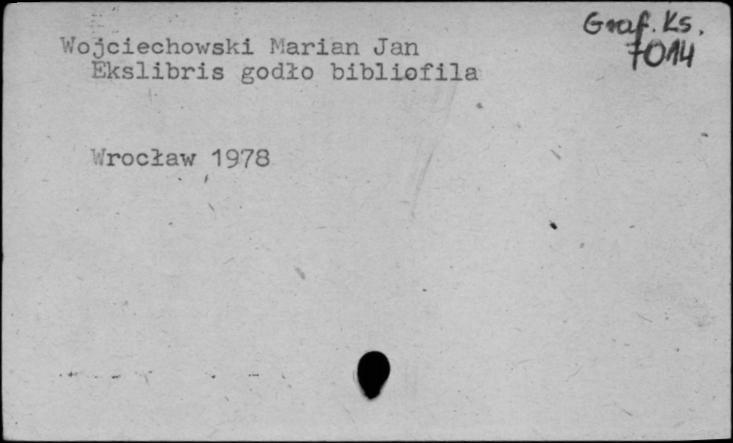 Graf. Ks.
7014
Wojciechowski Marian Jan
Ekslibris godło bibliofila
Wrocław 1978